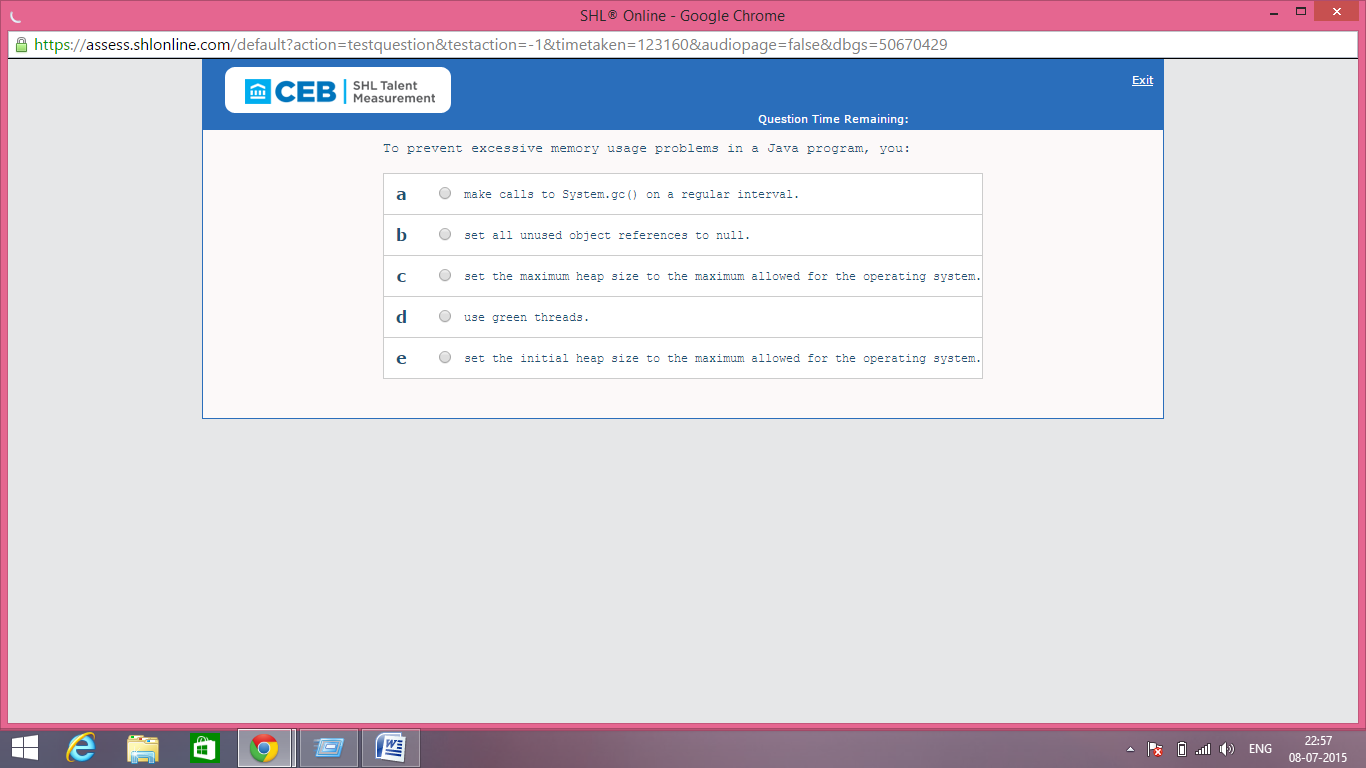 SHL® Online - Google Chrome
https://assess.shlonline.com/default?action=testquestion&testaction=-1&timetaken=123160&audiopage=false&dbgs=50670429
CEB SHL Talent
Measurement
Exit
Question Time Remaining:
To prevent excessive memory usage problems in a Java program, you:
a make calls to System.gc() on a regular interval.
b set all unused object references to null.
c set the maximum heap size to the maximum allowed for the operating system.
d use green threads.
e set the initial heap size to the maximum allowed for the operating system.
ENG
22:57
08-07-2015